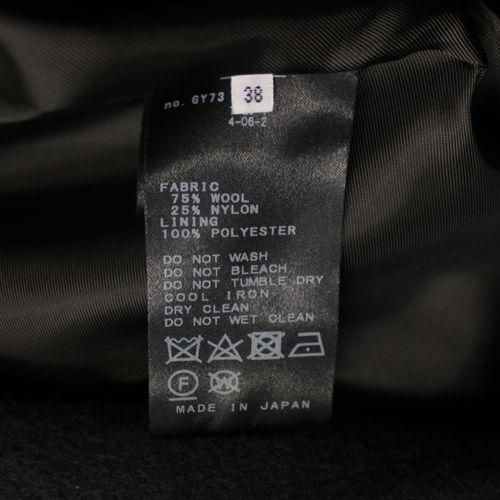 no. GY73 38
4-06-2
FABRIC
75% WOOL
25% NYLON
LINING
100% POLYESTER
DO NOT WASH
DO NOT BLEACH
DO NOT TUMBLE DRY
COOL IRON
DRY CLEAN
DO NOT WET CLEAN
F W
MADE IN JAPAN